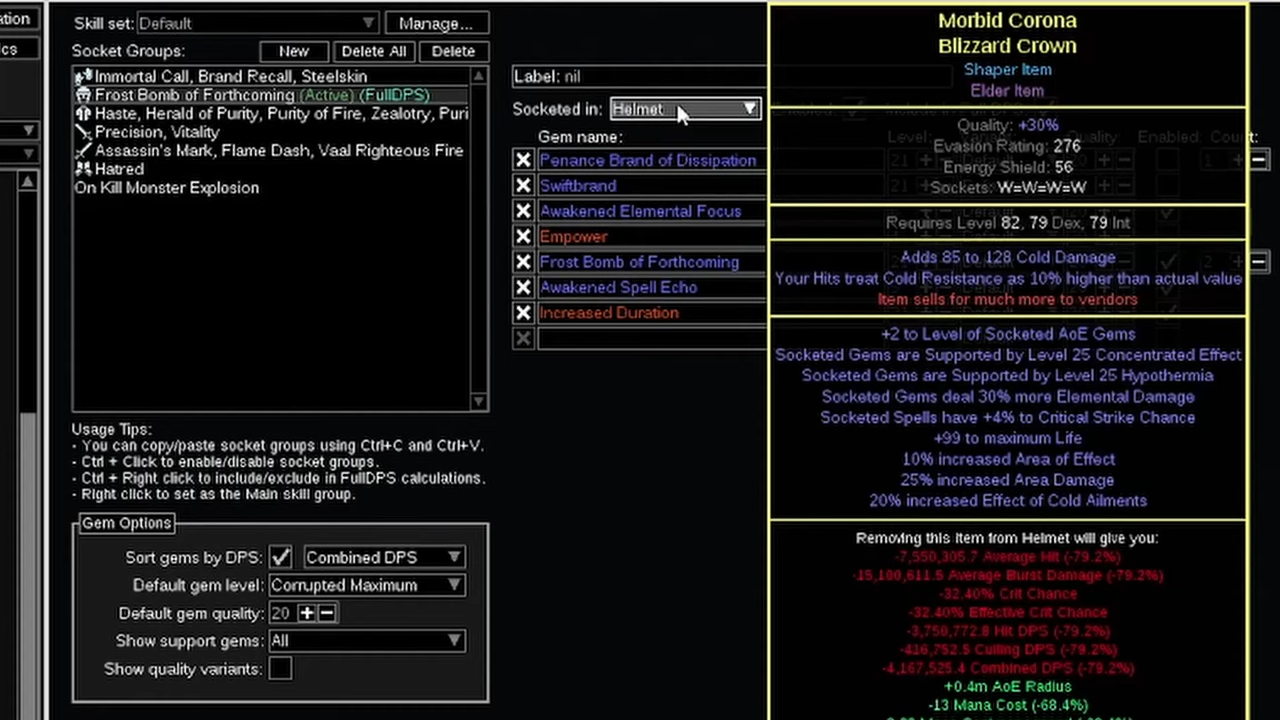 ation
cs
Skill set: Default
Manage...
Socket Groups:
New
Delete All
Delete
Immortal Call, Brand Recall, Steelskin
Frost Bomb of Forthcoming (Active) (FullDPS)
Haste, Herald of Purity, Purity of Fire, Zealotry, Puri
Precision, Vitality
Assassin's Mark, Flame Dash, Vaal Righteous Fire
Hatred
On Kill Monster Explosion
Usage Tips:
- You can copy/paste socket groups using Ctrl+C and Ctrl+V.
- Ctrl + Click to enable/disable socket groups.
- Ctrl + Right click to include/exclude in FullDPS calculations.
- Right click to set as the Main skill group.
Gem Options
Sort gems by DPS:
Combined DPS
Default gem level: Corrupted Maximum
Default gem quality: 20
Show support gems: All
Show quality variants:
Label: nil
Socketed in: Helmet
Gem name:
Penance Brand of Dissipation
Swiftbrand
Awakened Elemental Focus
Empower
Frost Bomb of Forthcoming
Awakened Spell Echo
Increased Duration
Morbid Corona
Blizzard Crown
Shaper Item
Elder Item
Quality: +30%
Evasion Rating: 276
Energy Shield: 56
Sockets: W=W=W=W
Requires Level 82, 79 Dex, 79 Int
Adds 85 to 128 Cold Damage
Your Hits treat Cold Resistance as 10% higher than actual value
Item sells for much more to vendors
+2 to Level of Socketed AoE Gems
Socketed Gems are Supported by Level 25 Concentrated Effect
Socketed Gems are Supported by Level 25 Hypothermia
Socketed Gems deal 30% more Elemental Damage
Socketed Spells have +4% to Critical Strike Chance
+99 to maximum Life
10% increased Area of Effect
25% increased Area Damage
20% increased Effect of Cold Ailments
Removing this item from Helmet will give you:
-7,550,305.7 Average Hit (-79.2%)
-15,100,611.5 Average Burst Damage (-79.2%)
-32.40% Crit Chance
-32.40% Effective Crit Chance
-3,750,772.8 Hit DPS (-79.2%)
-416,752.5 Culling DPS (-79.2%)
-4,167,525.4 Combined DPS (-79.2%)
+0.4m AoE Radius
-13 Mana Cost (-68.4%)